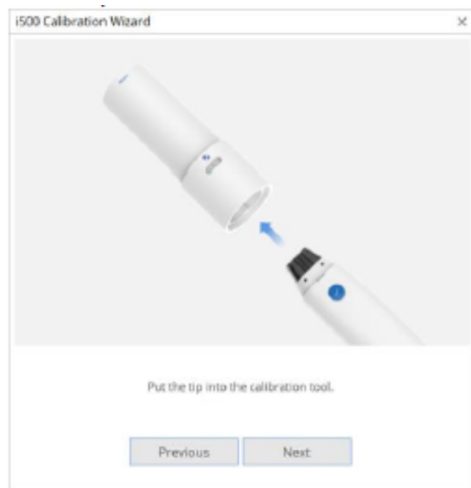 i500 Calibration Wizard
Put the tip into the calibration tool.
Previous
Next